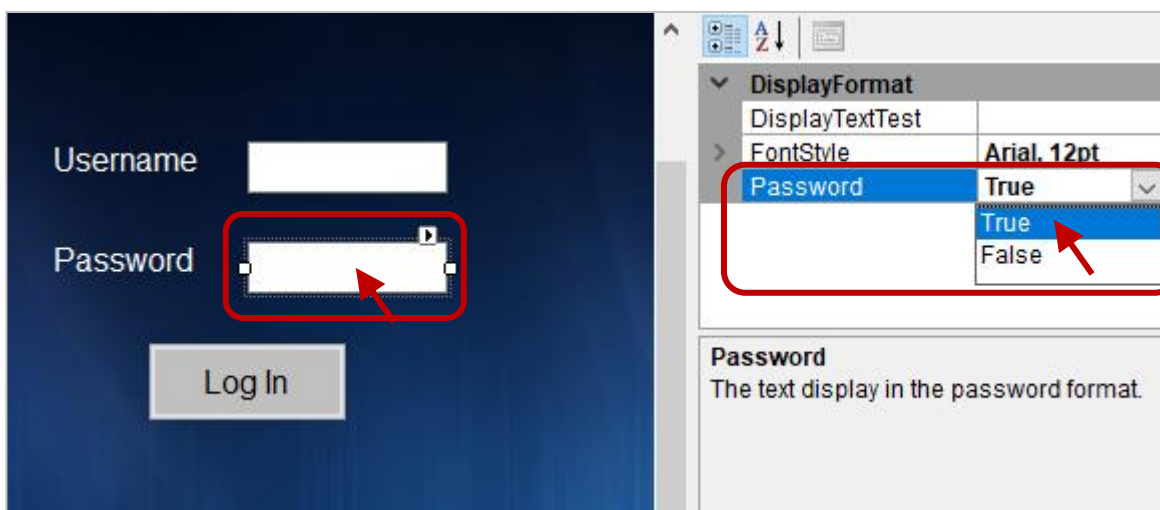 Username
Password
Log In
A
Z
DisplayFormat
DisplayTextTest
FontStyle Arial, 12pt
Password True
True
False
Password
The text display in the password format.